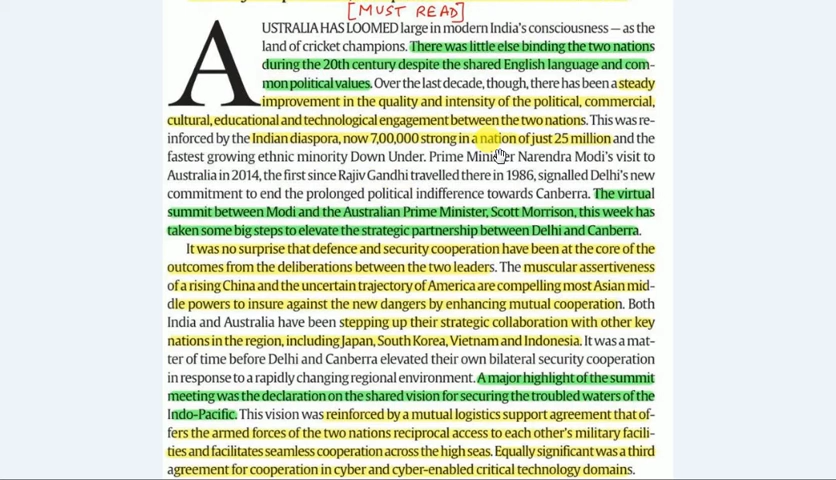 [MUST READ]
AUSTRALIA HAS LOOMED large in modern India's consciousness — as the
land of cricket champions. There was little else binding the two nations
during the 20th century despite the shared English language and com-
mon political values. Over the last decade, though, there has been a steady
improvement in the quality and intensity of the political, commercial,
cultural, educational and technological engagement between the two nations. This was re-
inforced by the Indian diaspora, now 7,00,000 strong in a nation of just 25 million and the
fastest growing ethnic minority Down Under. Prime Minister Narendra Modi's visit to
Australia in 2014, the first since Rajiv Gandhi travelled there in 1986, signalled Delhi's new
commitment to end the prolonged political indifference towards Canberra. The virtual
summit between Modi and the Australian Prime Minister, Scott Morrison, this week has
taken some big steps to elevate the strategic partnership between Delhi and Canberra.
It was no surprise that defence and security cooperation have been at the core of the
outcomes from the deliberations between the two leaders. The muscular assertiveness
of a rising China and the uncertain trajectory of America are compelling most Asian mid-
dle powers to insure against the new dangers by enhancing mutual cooperation. Both
India and Australia have been stepping up their strategic collaboration with other key
nations in the region, including Japan, South Korea, Vietnam and Indonesia. It was a mat-
ter of time before Delhi and Canberra elevated their own bilateral security cooperation
in response to a rapidly changing regional environment. A major highlight of the summit
meeting was the declaration on the shared vision for securing the troubled waters of the
Indo-Pacific. This vision was reinforced by a mutual logistics support agreement that of-
fers the armed forces of the two nations reciprocal access to each other's military facili-
ties and facilitates seamless cooperation across the high seas. Equally significant was a third
agreement for cooperation in cyber and cyber-enabled critical technology domains.